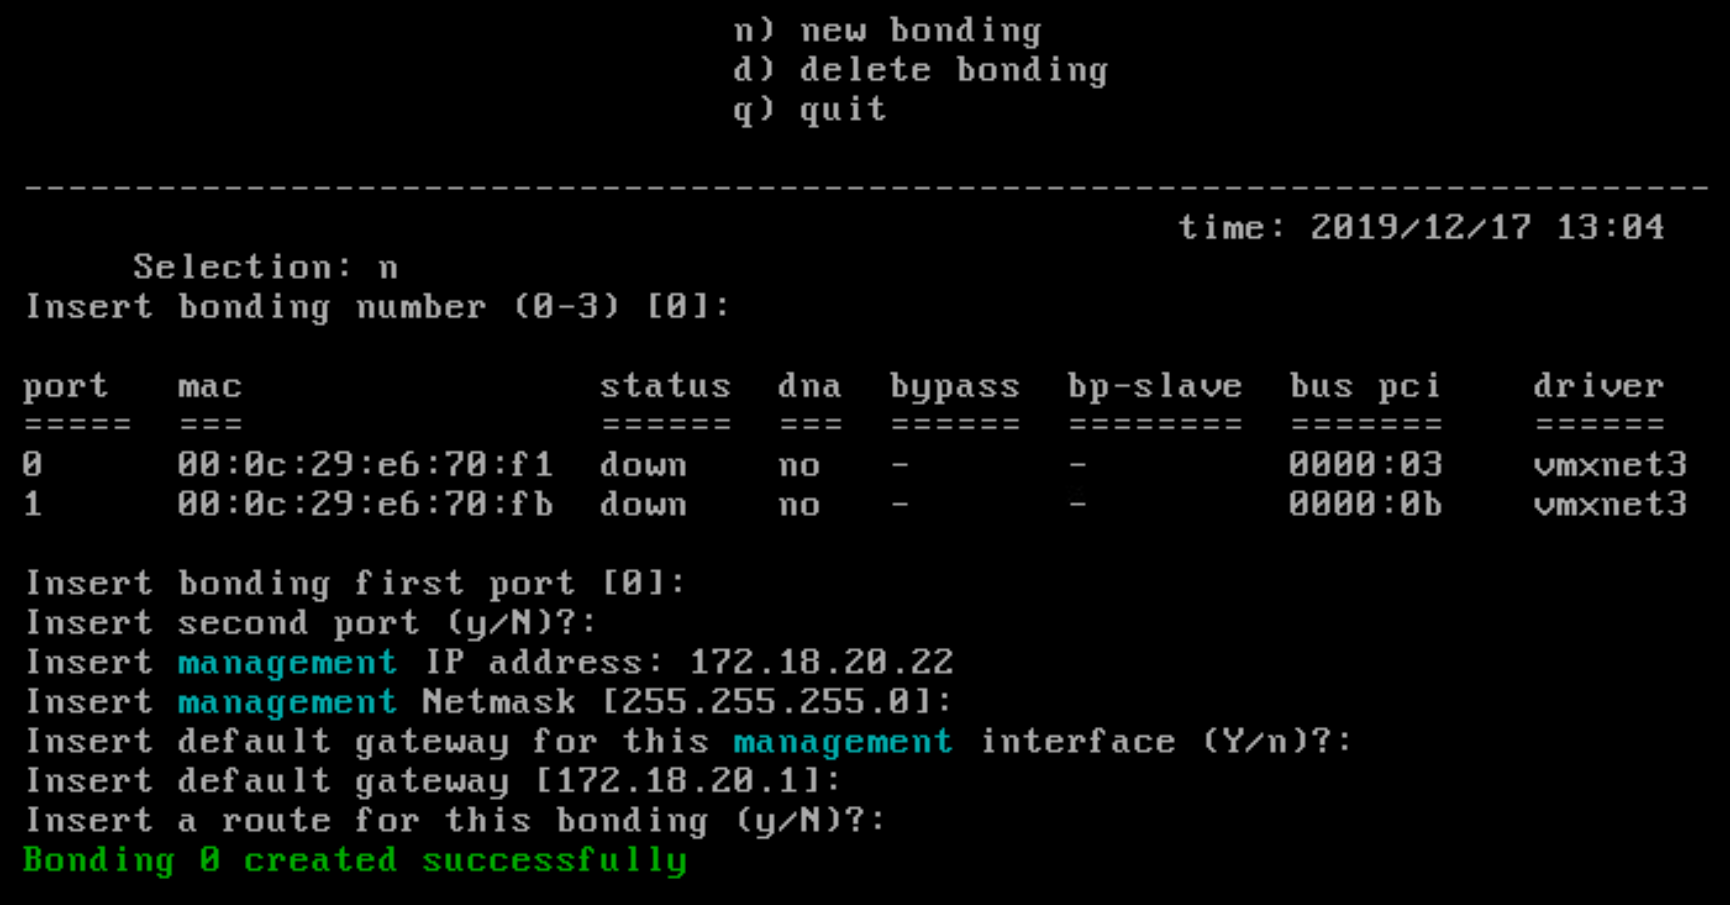 n) new bonding
d) delete bonding
q) quit
----------------------------------------------------------------------------
time: 2019/12/17 13:04
Selection: n
Insert bonding number (0-3) [0]:
port mac status dna bypass bp-slave bus pci driver
===== === ====== === ====== ======== ======= ======
0 00:0c:29:e6:70:f1 down no - - 0000:03 vmxnet3
1 00:0c:29:e6:70:fb down no - - 0000:0b vmxnet3
Insert bonding first port [0]:
Insert second port (y/N)?:
Insert management IP address: 172.18.20.22
Insert management Netmask [255.255.255.0]:
Insert default gateway for this management interface (Y/n)?:
Insert default gateway [172.18.20.1]:
Insert a route for this bonding (y/N)?:
Bonding 0 created successfully